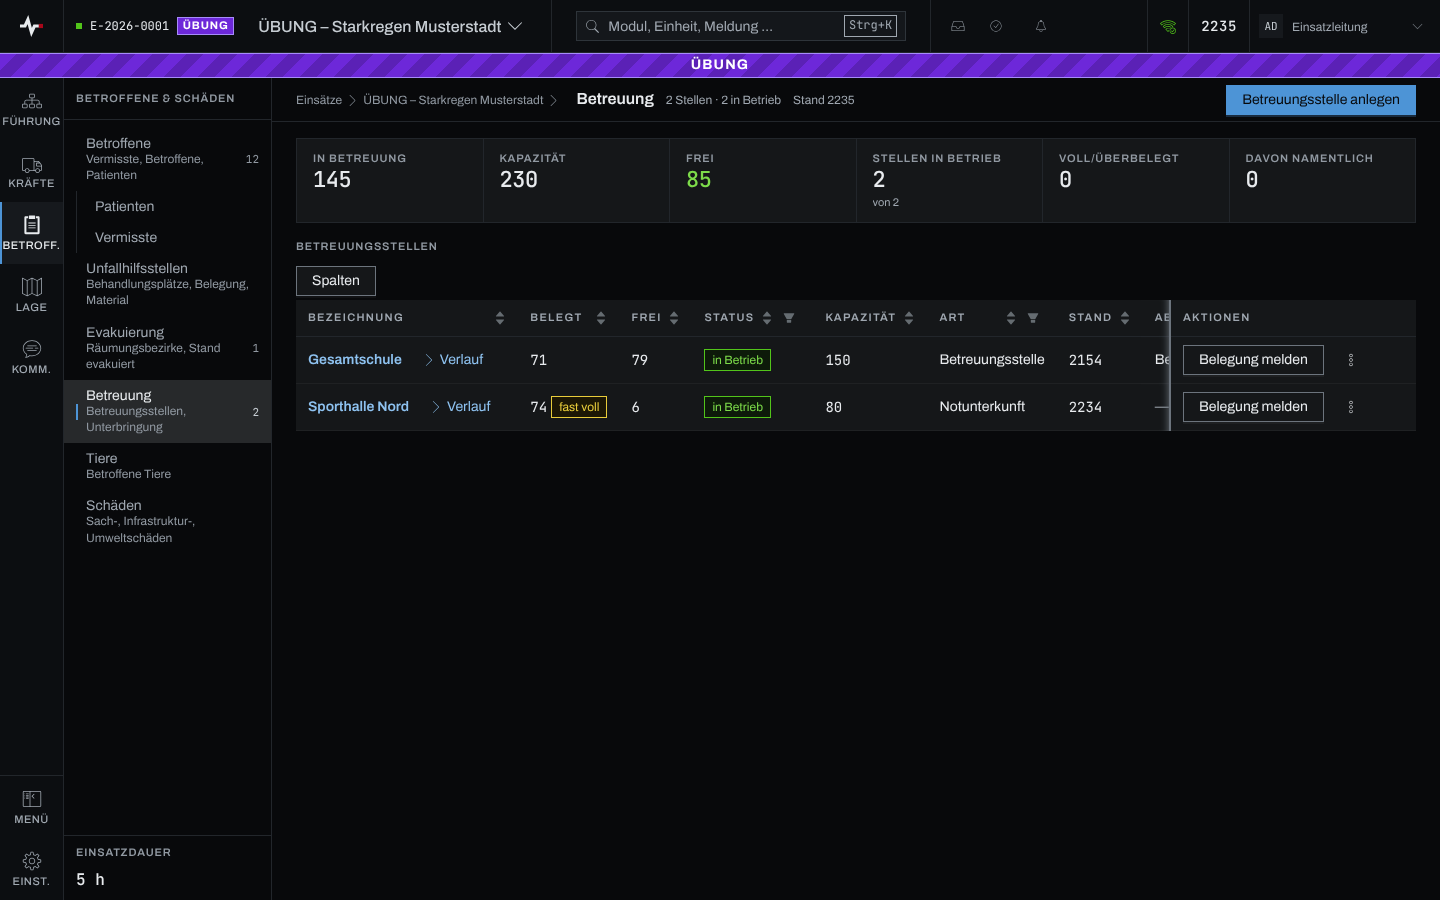 E-2026-0001 ÜBUNG ÜBUNG – Starkregen Musterstadt Modul, Einheit, Meldung ... Strg+K 2235 AD Einsatzleitung
ÜBUNG
FÜHRUNG
KRÄFTE
BETROFF.
LAGE
KOMM.
MENÜ
EINST.
BETROFFENE & SCHÄDEN
Betroffene
Vermisste, Betroffene, 12
Patienten
Patienten
Vermisste
Unfallhilfsstellen
Behandlungsplätze, Belegung,
Material
Evakuierung
Räumungsbezirke, Stand 1
evakuiert
Betreuung
Betreuungsstellen, 2
Unterbringung
Tiere
Betroffene Tiere
Schäden
Sach-, Infrastruktur-,
Umweltschäden
EINSATZDAUER
5 h
Einsätze ÜBUNG – Starkregen Musterstadt Betreuung 2 Stellen · 2 in Betrieb Stand 2235 Betreuungsstelle anlegen
IN BETREUUNG KAPAZITÄT FREI STELLEN IN BETRIEB VOLL/ÜBERBELEGT DAVON NAMENTLICH
145 230 85 2 0 0
von 2
BETREUUNGSSTELLEN
Spalten
BEZEICHNUNG BELEGT FREI STATUS KAPAZITÄT ART STAND AKTIONEN
Gesamtschule Verlauf 71 79 in Betrieb 150 Betreuungsstelle 2154 Be Belegung melden
Sporthalle Nord Verlauf 74 fast voll 6 in Betrieb 80 Notunterkunft 2234 — Belegung melden